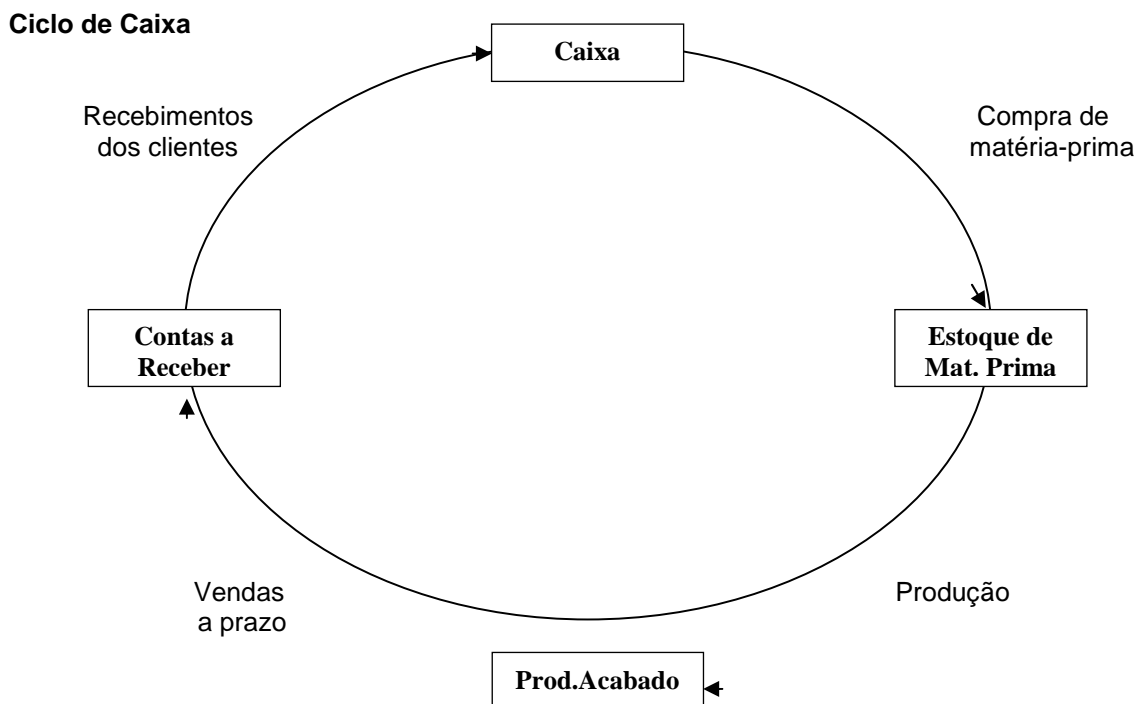 Ciclo de Caixa
Caixa
Recebimentos
dos clientes
Compra de
matéria-prima
Contas a
Receber
Estoque de
Mat. Prima
Vendas
a prazo
Produção
Prod.Acabado